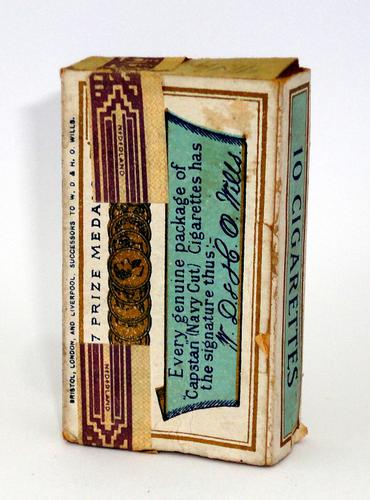 BRISTOL, LONDON, AND LIVERPOOL, SUCCESSORS TO W. D. & H. O. WILLS.
7 PRIZE MEDA
Every genuine package of
"Capstan" (Navy Cut) Cigarettes has
the signature thus:-
W. D. & H. O. Wills.
10 CIGARETTES